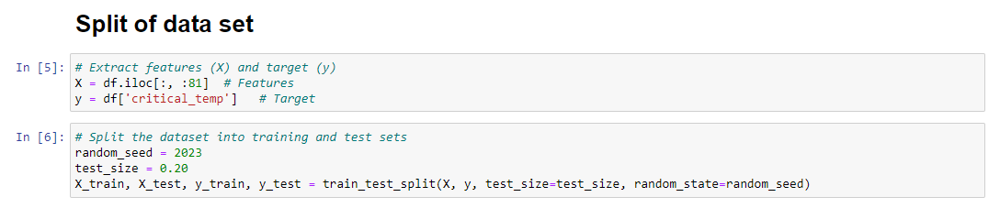 Split of data set
In [5]: # Extract features (X) and target (y)
X = df.iloc[:, :81]  # Features
y = df['critical_temp']   # Target
In [6]: # Split the dataset into training and test sets
random_seed = 2023
test_size = 0.20
X_train, X_test, y_train, y_test = train_test_split(X, y, test_size=test_size, random_state=random_seed)